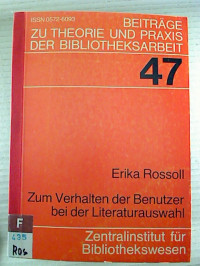 ISSN 0572-6093
BEITRÄGE
ZU THEORIE UND PRAXIS
DER BIBLIOTHEKSARBEIT
47
Erika Rossoll
Zum Verhalten der Benutzer
bei der Literaturauswahl
F
Ros
Zentralinstitut für
Bibliothekswesen